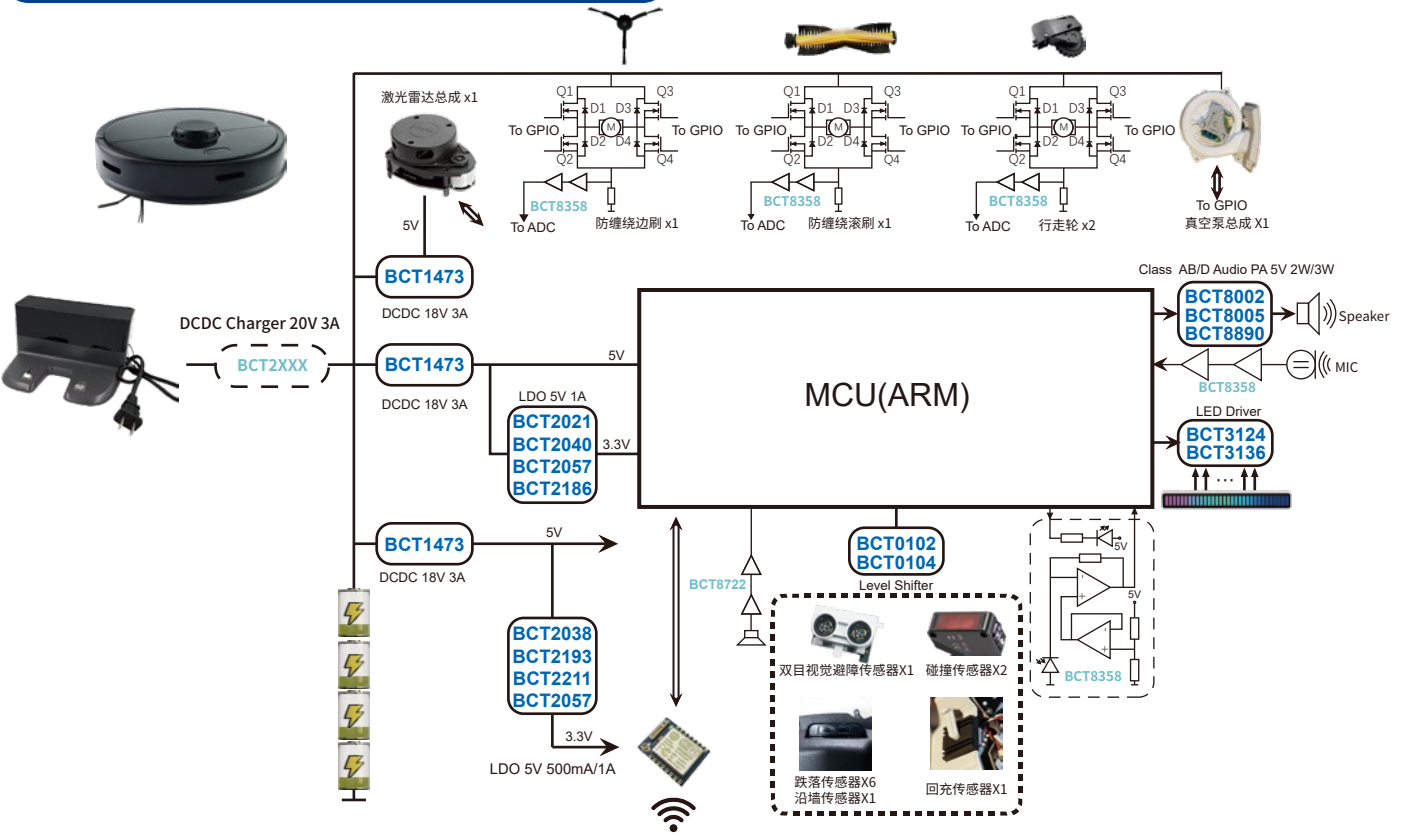 激光雷达总成 x1
5V
BCT1473
DCDC 18V 3A
Q1
Q3
D1
D3
To GPIO
M
To GPIO
D2
D4
Q2
Q4
BCT8358
To ADC
防缠绕边刷 x1
Q1
Q3
D1
D3
To GPIO
M
To GPIO
D2
D4
Q2
Q4
BCT8358
To ADC
防缠绕滚刷 x1
Q1
Q3
D1
D3
To GPIO
M
To GPIO
D2
D4
Q2
Q4
BCT8358
To ADC
行走轮 x2
To GPIO
真空泵总成 X1
DCDC Charger 20V 3A
BCT2XXX
BCT1473
DCDC 18V 3A
5V
LDO 5V 1A
BCT2021
BCT2040
BCT2057
BCT2186
3.3V
MCU(ARM)
Class AB/D Audio PA 5V 2W/3W
BCT8002
BCT8005
BCT8890
Speaker
MIC
BCT8358
LED Driver
BCT3124
BCT3136
...
BCT1473
DCDC 18V 3A
5V
BCT2038
BCT2193
BCT2211
BCT2057
3.3V
LDO 5V 500mA/1A
BCT8722
BCT0102
BCT0104
Level Shifter
双目视觉避障传感器X1
碰撞传感器X2
跌落传感器X6
沿墙传感器X1
回充传感器X1
5V
-
+
5V
-
+
BCT8358